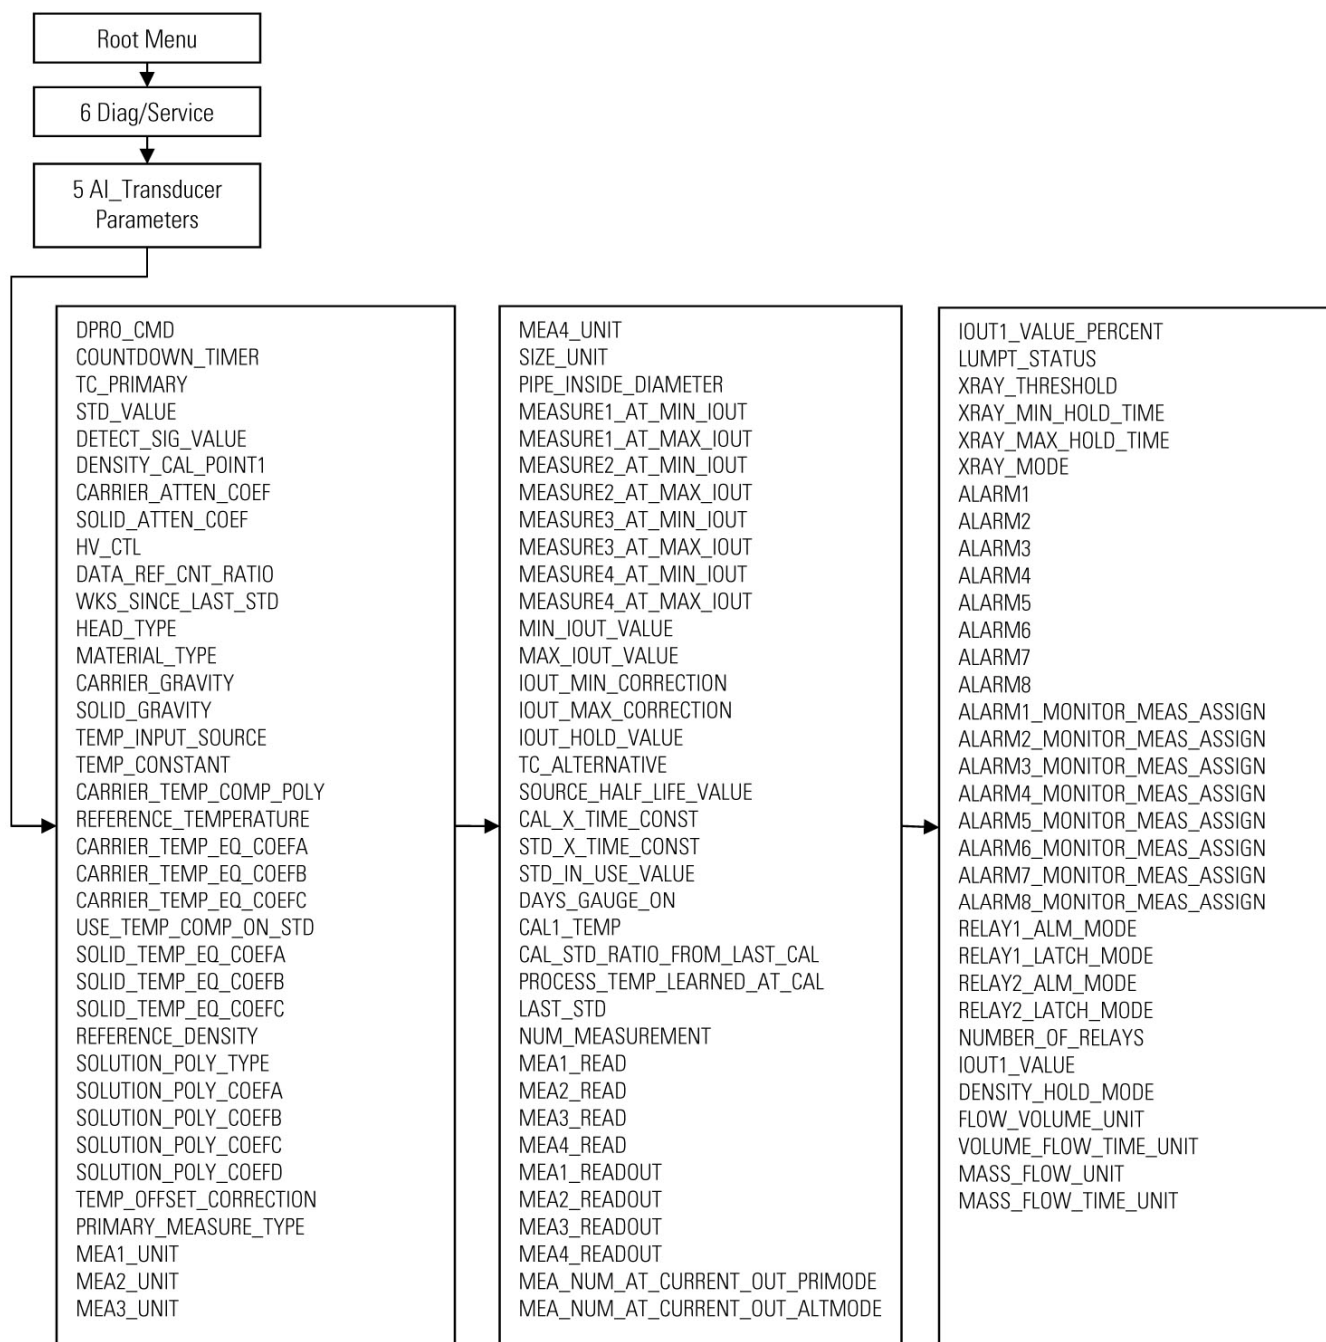 Root Menu
6 Diag/Service
5 AI_Transducer
Parameters
DPRO_CMD
COUNTDOWN_TIMER
TC_PRIMARY
STD_VALUE
DETECT_SIG_VALUE
DENSITY_CAL_POINT1
CARRIER_ATTEN_COEF
SOLID_ATTEN_COEF
HV_CTL
DATA_REF_CNT_RATIO
WKS_SINCE_LAST_STD
HEAD_TYPE
MATERIAL_TYPE
CARRIER_GRAVITY
SOLID_GRAVITY
TEMP_INPUT_SOURCE
TEMP_CONSTANT
CARRIER_TEMP_COMP_POLY
REFERENCE_TEMPERATURE
CARRIER_TEMP_EQ_COEFA
CARRIER_TEMP_EQ_COEFB
CARRIER_TEMP_EQ_COEFC
USE_TEMP_COMP_ON_STD
SOLID_TEMP_EQ_COEFA
SOLID_TEMP_EQ_COEFB
SOLID_TEMP_EQ_COEFC
REFERENCE_DENSITY
SOLUTION_POLY_TYPE
SOLUTION_POLY_COEFA
SOLUTION_POLY_COEFB
SOLUTION_POLY_COEFC
SOLUTION_POLY_COEFD
TEMP_OFFSET_CORRECTION
PRIMARY_MEASURE_TYPE
MEA1_UNIT
MEA2_UNIT
MEA3_UNIT
MEA4_UNIT
SIZE_UNIT
PIPE_INSIDE_DIAMETER
MEASURE1_AT_MIN_IOUT
MEASURE1_AT_MAX_IOUT
MEASURE2_AT_MIN_IOUT
MEASURE2_AT_MAX_IOUT
MEASURE3_AT_MIN_IOUT
MEASURE3_AT_MAX_IOUT
MEASURE4_AT_MIN_IOUT
MEASURE4_AT_MAX_IOUT
MIN_IOUT_VALUE
MAX_IOUT_VALUE
IOUT_MIN_CORRECTION
IOUT_MAX_CORRECTION
IOUT_HOLD_VALUE
TC_ALTERNATIVE
SOURCE_HALF_LIFE_VALUE
CAL_X_TIME_CONST
STD_X_TIME_CONST
STD_IN_USE_VALUE
DAYS_GAUGE_ON
CAL1_TEMP
CAL_STD_RATIO_FROM_LAST_CAL
PROCESS_TEMP_LEARNED_AT_CAL
LAST_STD
NUM_MEASUREMENT
MEA1_READ
MEA2_READ
MEA3_READ
MEA4_READ
MEA1_READOUT
MEA2_READOUT
MEA3_READOUT
MEA4_READOUT
MEA_NUM_AT_CURRENT_OUT_PRIMODE
MEA_NUM_AT_CURRENT_OUT_ALTMODE
IOUT1_VALUE_PERCENT
LUMPT_STATUS
XRAY_THRESHOLD
XRAY_MIN_HOLD_TIME
XRAY_MAX_HOLD_TIME
XRAY_MODE
ALARM1
ALARM2
ALARM3
ALARM4
ALARM5
ALARM6
ALARM7
ALARM8
ALARM1_MONITOR_MEAS_ASSIGN
ALARM2_MONITOR_MEAS_ASSIGN
ALARM3_MONITOR_MEAS_ASSIGN
ALARM4_MONITOR_MEAS_ASSIGN
ALARM5_MONITOR_MEAS_ASSIGN
ALARM6_MONITOR_MEAS_ASSIGN
ALARM7_MONITOR_MEAS_ASSIGN
ALARM8_MONITOR_MEAS_ASSIGN
RELAY1_ALM_MODE
RELAY1_LATCH_MODE
RELAY2_ALM_MODE
RELAY2_LATCH_MODE
NUMBER_OF_RELAYS
IOUT1_VALUE
DENSITY_HOLD_MODE
FLOW_VOLUME_UNIT
VOLUME_FLOW_TIME_UNIT
MASS_FLOW_UNIT
MASS_FLOW_TIME_UNIT